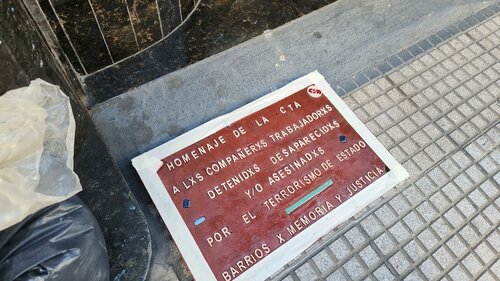 HOMENAJE DE LA CTA
A LXS COMPAÑERXS TRABAJADORXS
DETENIDXS DESAPARECIDXS
Y/O ASESINADXS
POR EL TERRORISMO DE ESTADO
BARRIOS X MEMORIA Y JUSTICIA